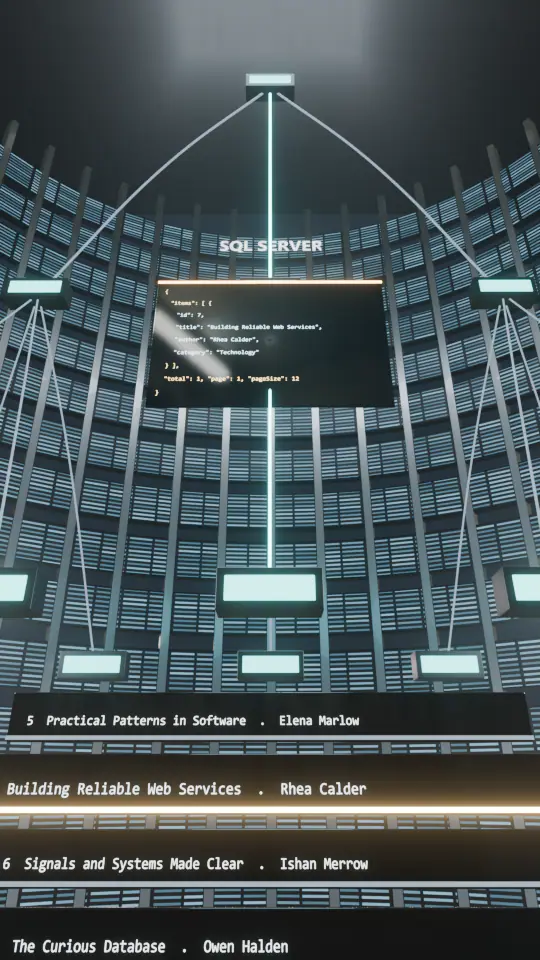 SQL SERVER
{
"items": [ {
"id": 7,
"title": "Building Reliable Web Services",
"author": "Rhea Calder",
"category": "Technology"
} ],
"total": 1, "page": 1, "pageSize": 12
}
5 Practical Patterns in Software . Elena Marlow
Building Reliable Web Services . Rhea Calder
6 Signals and Systems Made Clear . Ishan Merrow
The Curious Database . Owen Halden